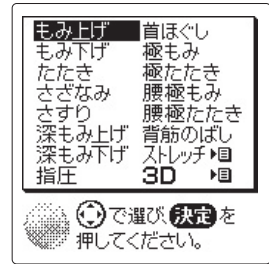 もみ上げ 首ほぐし
もみ下げ 極もみ
たたき 極たたき
さざなみ 腰極もみ
さすり 腰極たたき
深もみ上げ 背筋のばし
深もみ下げ ストレッチ
指圧 3D
で選び、決定を
押してください。